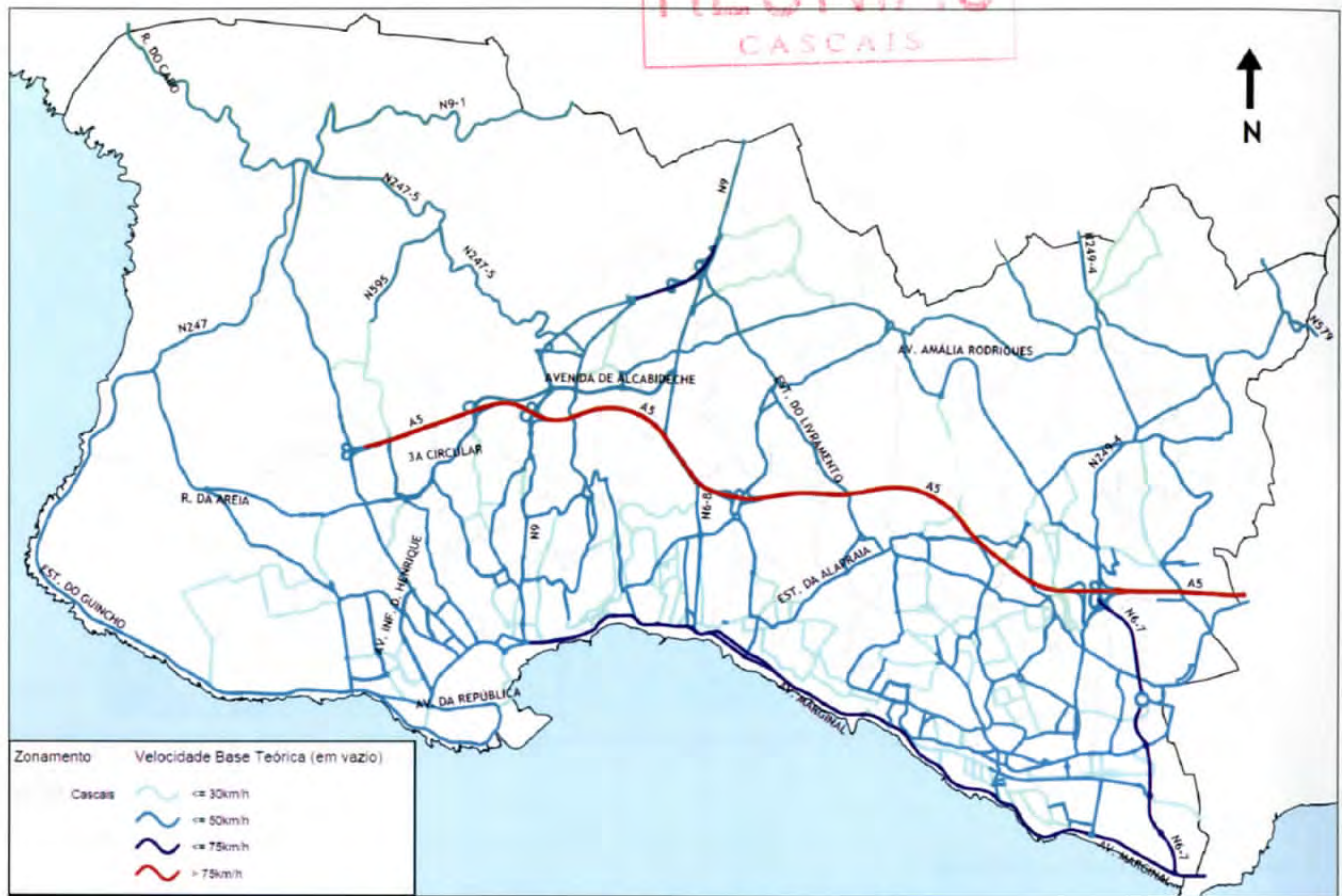 CASCAIS
N
R. DO CABO
N9-1
N247-5
N9
N247-5
N595
N249-4
N579
N247
AV. AMÁLIA RODRIGUES
AVENIDA DE ALCABIDECHE
EST. DO LIVRAMENTO
A5
A5
3A CIRCULAR
N249-4
R. DA AREIA
N6-8
A5
N9
EST. DA ALAPRAIA
A5
EST. DO GUINCHO
AV. INF. D. HENRIQUE
N6-7
AV. DA REPÚBLICA
AV. MARGINAL
N6-7
AV. MARGINAL
Zonamento Velocidade Base Teórica (em vazio)
Cascais <= 30km/h
<= 50km/h
<= 75km/h
> 75km/h